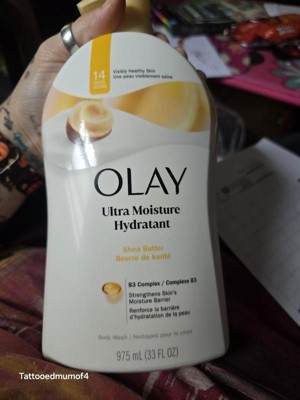 14
Visibly Healthy Skin
Une peau visiblement saine
OLAY
Ultra Moisture
Hydratant
Shea Butter
Beurre de karité
B3 Complex / Complexe B3
Strengthens Skin's
Moisture Barrier
Renforce la barrière
d'hydratation de la peau
Body Wash | Nettoyant pour le corps
975 mL (33 FL OZ)
Tattooedmumof4